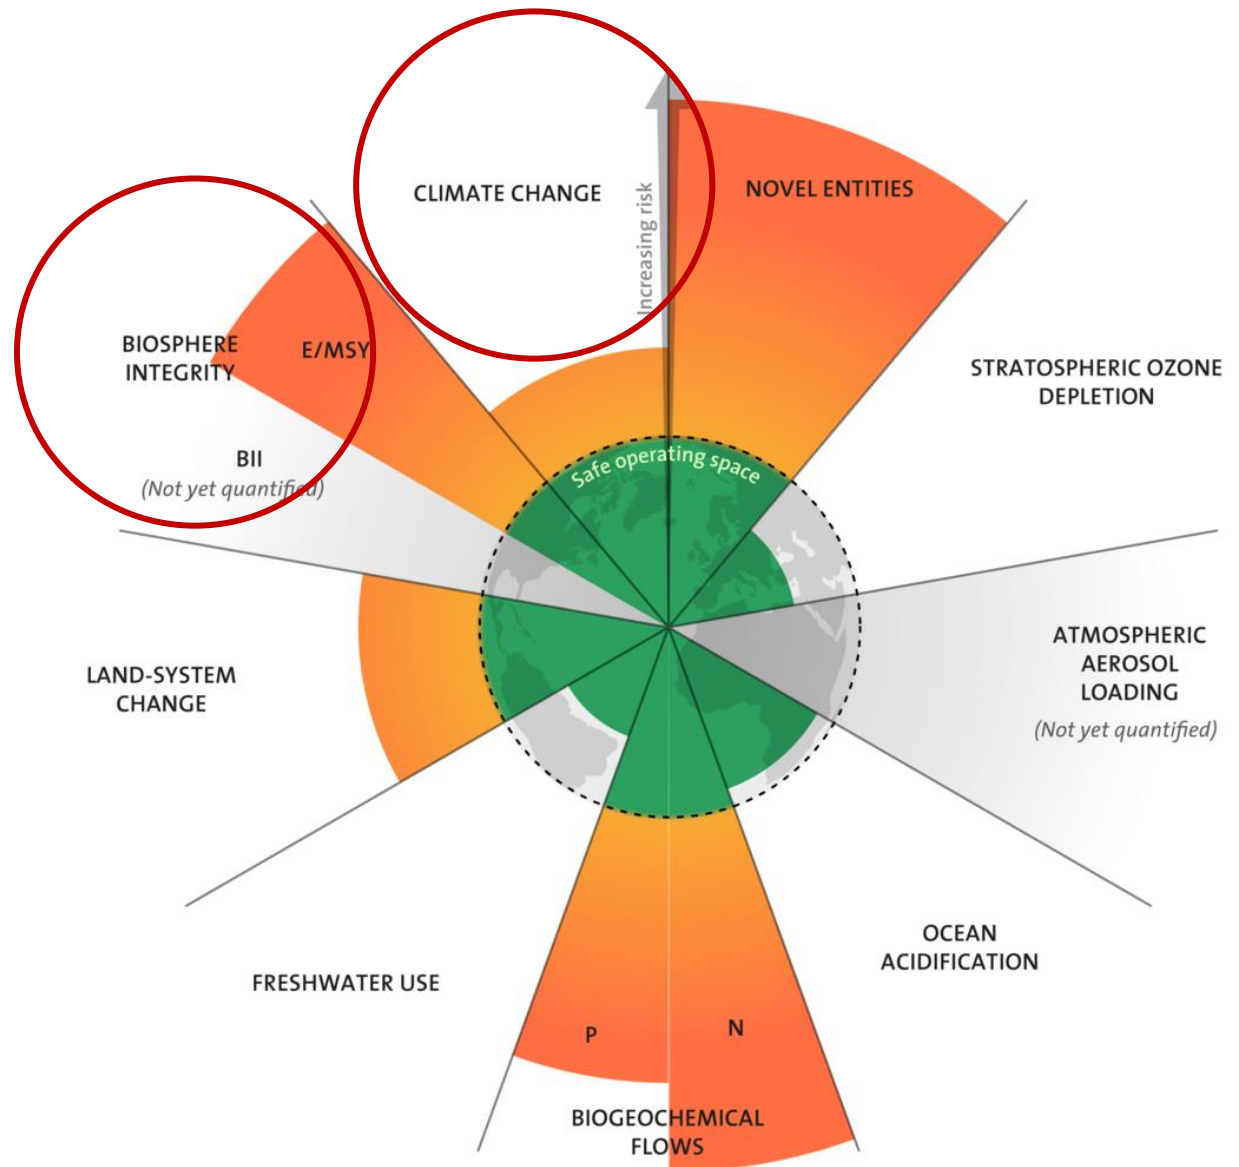 CLIMATE CHANGE
Increasing risk
NOVEL ENTITIES
BIOSPHERE
INTEGRITY
E/MSY
BII
(Not yet quantified)
STRATOSPHERIC OZONE
DEPLETION
Safe operating space
LAND-SYSTEM
CHANGE
ATMOSPHERIC
AEROSOL
LOADING
(Not yet quantified)
FRESHWATER USE
OCEAN
ACIDIFICATION
P
N
BIOGEOCHEMICAL
FLOWS